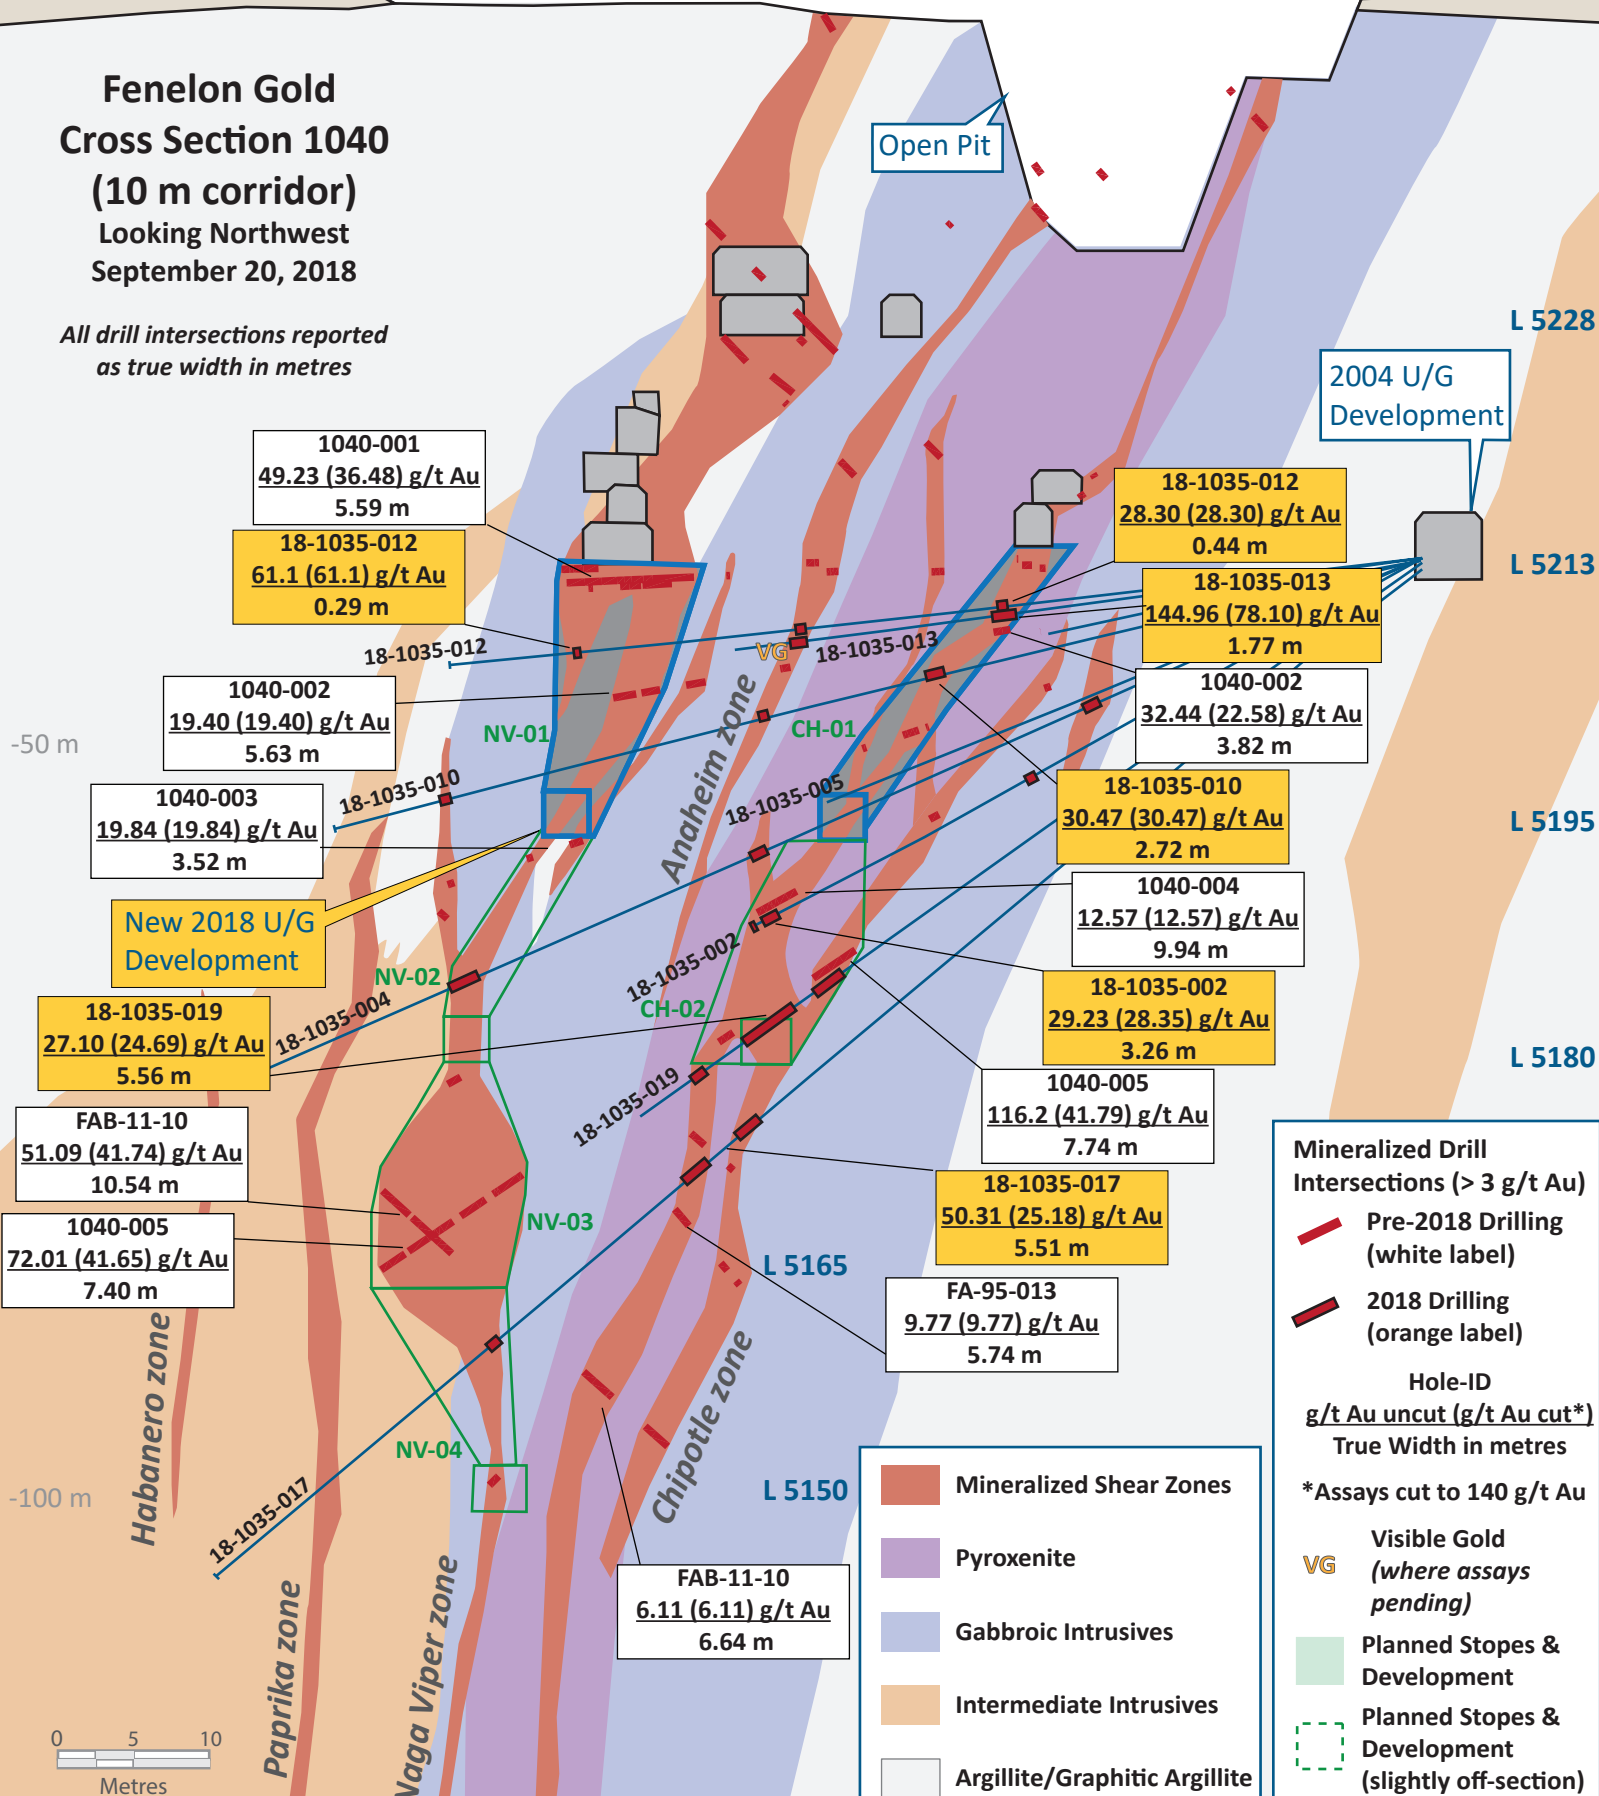 Fenelon Gold
Cross Section 1040
(10 m corridor)
Looking Northwest
September 20, 2018
All drill intersections reported
as true width in metres
Open Pit
L 5228
2004 U/G
Development
1040-001
49.23 (36.48) g/t Au
5.59 m
18-1035-012
61.1 (61.1) g/t Au
0.29 m
18-1035-012
28.30 (28.30) g/t Au
0.44 m
L 5213
18-1035-013
144.96 (78.10) g/t Au
1.77 m
18-1035-012
VG
18-1035-013
1040-002
19.40 (19.40) g/t Au
5.63 m
1040-002
32.44 (22.58) g/t Au
3.82 m
-50 m
NV-01
Anaheim zone
CH-01
18-1035-010
18-1035-005
1040-003
19.84 (19.84) g/t Au
3.52 m
18-1035-010
30.47 (30.47) g/t Au
2.72 m
L 5195
New 2018 U/G
Development
1040-004
12.57 (12.57) g/t Au
9.94 m
NV-02
18-1035-002
CH-02
18-1035-004
18-1035-019
27.10 (24.69) g/t Au
5.56 m
18-1035-002
29.23 (28.35) g/t Au
3.26 m
L 5180
18-1035-019
1040-005
116.2 (41.79) g/t Au
7.74 m
FAB-11-10
51.09 (41.74) g/t Au
10.54 m
1040-005
72.01 (41.65) g/t Au
7.40 m
NV-03
18-1035-017
50.31 (25.18) g/t Au
5.51 m
L 5165
FA-95-013
9.77 (9.77) g/t Au
5.74 m
Habanero zone
Chipotle zone
NV-04
-100 m
18-1035-017
L 5150
Paprika zone
Naga Viper zone
FAB-11-10
6.11 (6.11) g/t Au
6.64 m
0 5 10
Metres
Mineralized Shear Zones
Pyroxenite
Gabbroic Intrusives
Intermediate Intrusives
Argillite/Graphitic Argillite
Mineralized Drill
Intersections (> 3 g/t Au)
Pre-2018 Drilling
(white label)
2018 Drilling
(orange label)
Hole-ID
g/t Au uncut (g/t Au cut*)
True Width in metres
*Assays cut to 140 g/t Au
VG
Visible Gold
(where assays
pending)
Planned Stopes &
Development
Planned Stopes &
Development
(slightly off-section)